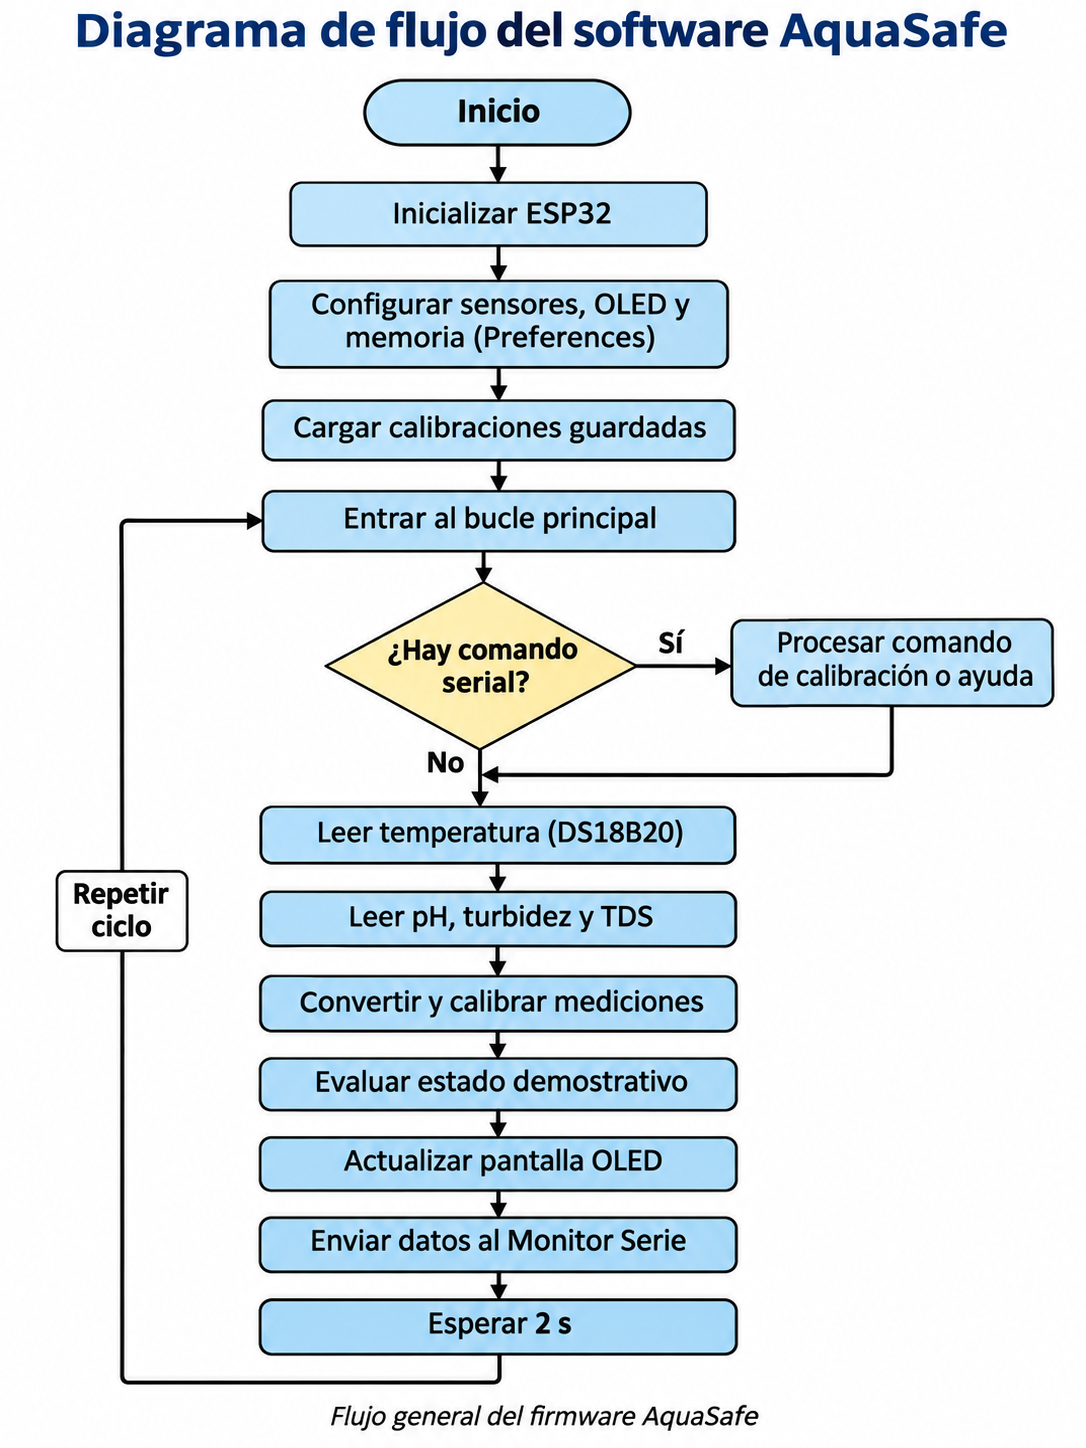 Diagrama de flujo del software AquaSafe
Inicio
Inicializar ESP32
Configurar sensores, OLED y
memoria (Preferences)
Cargar calibraciones guardadas
Entrar al bucle principal
¿Hay comando
serial?
Sí
Procesar comando
de calibración o ayuda
No
Leer temperatura (DS18B20)
Leer pH, turbidez y TDS
Convertir y calibrar mediciones
Evaluar estado demostrativo
Actualizar pantalla OLED
Enviar datos al Monitor Serie
Esperar 2 s
Repetir
ciclo
Flujo general del firmware AquaSafe